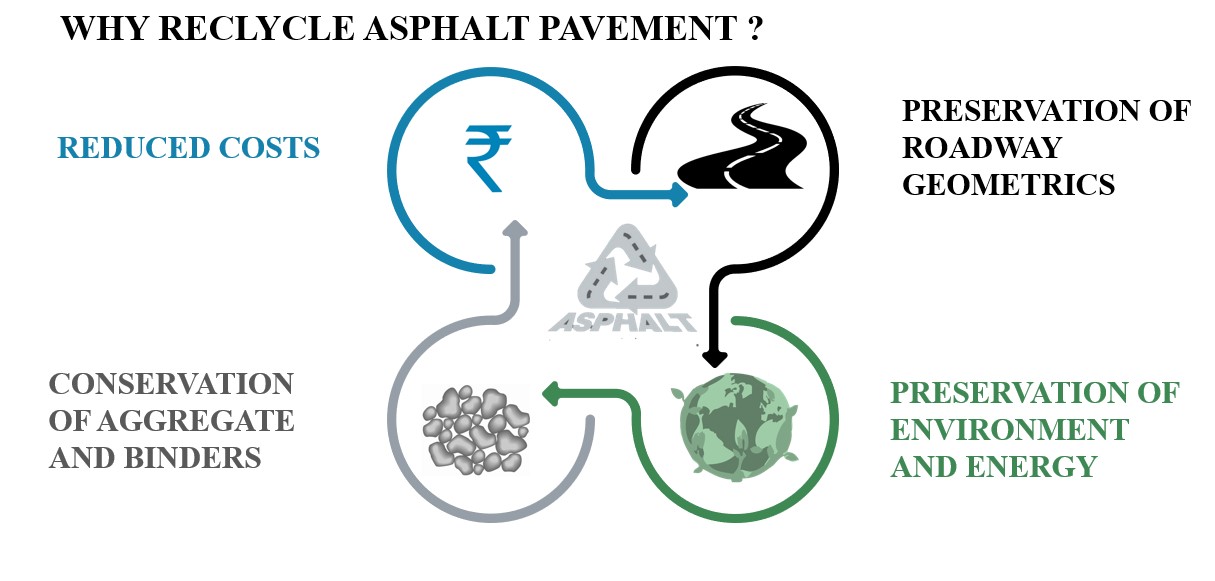 WHY RECLYCLE ASPHALT PAVEMENT ?
REDUCED COSTS
₹
PRESERVATION OF
ROADWAY
GEOMETRICS
ASPHALT
CONSERVATION
OF AGGREGATE
AND BINDERS
PRESERVATION OF
ENVIRONMENT
AND ENERGY